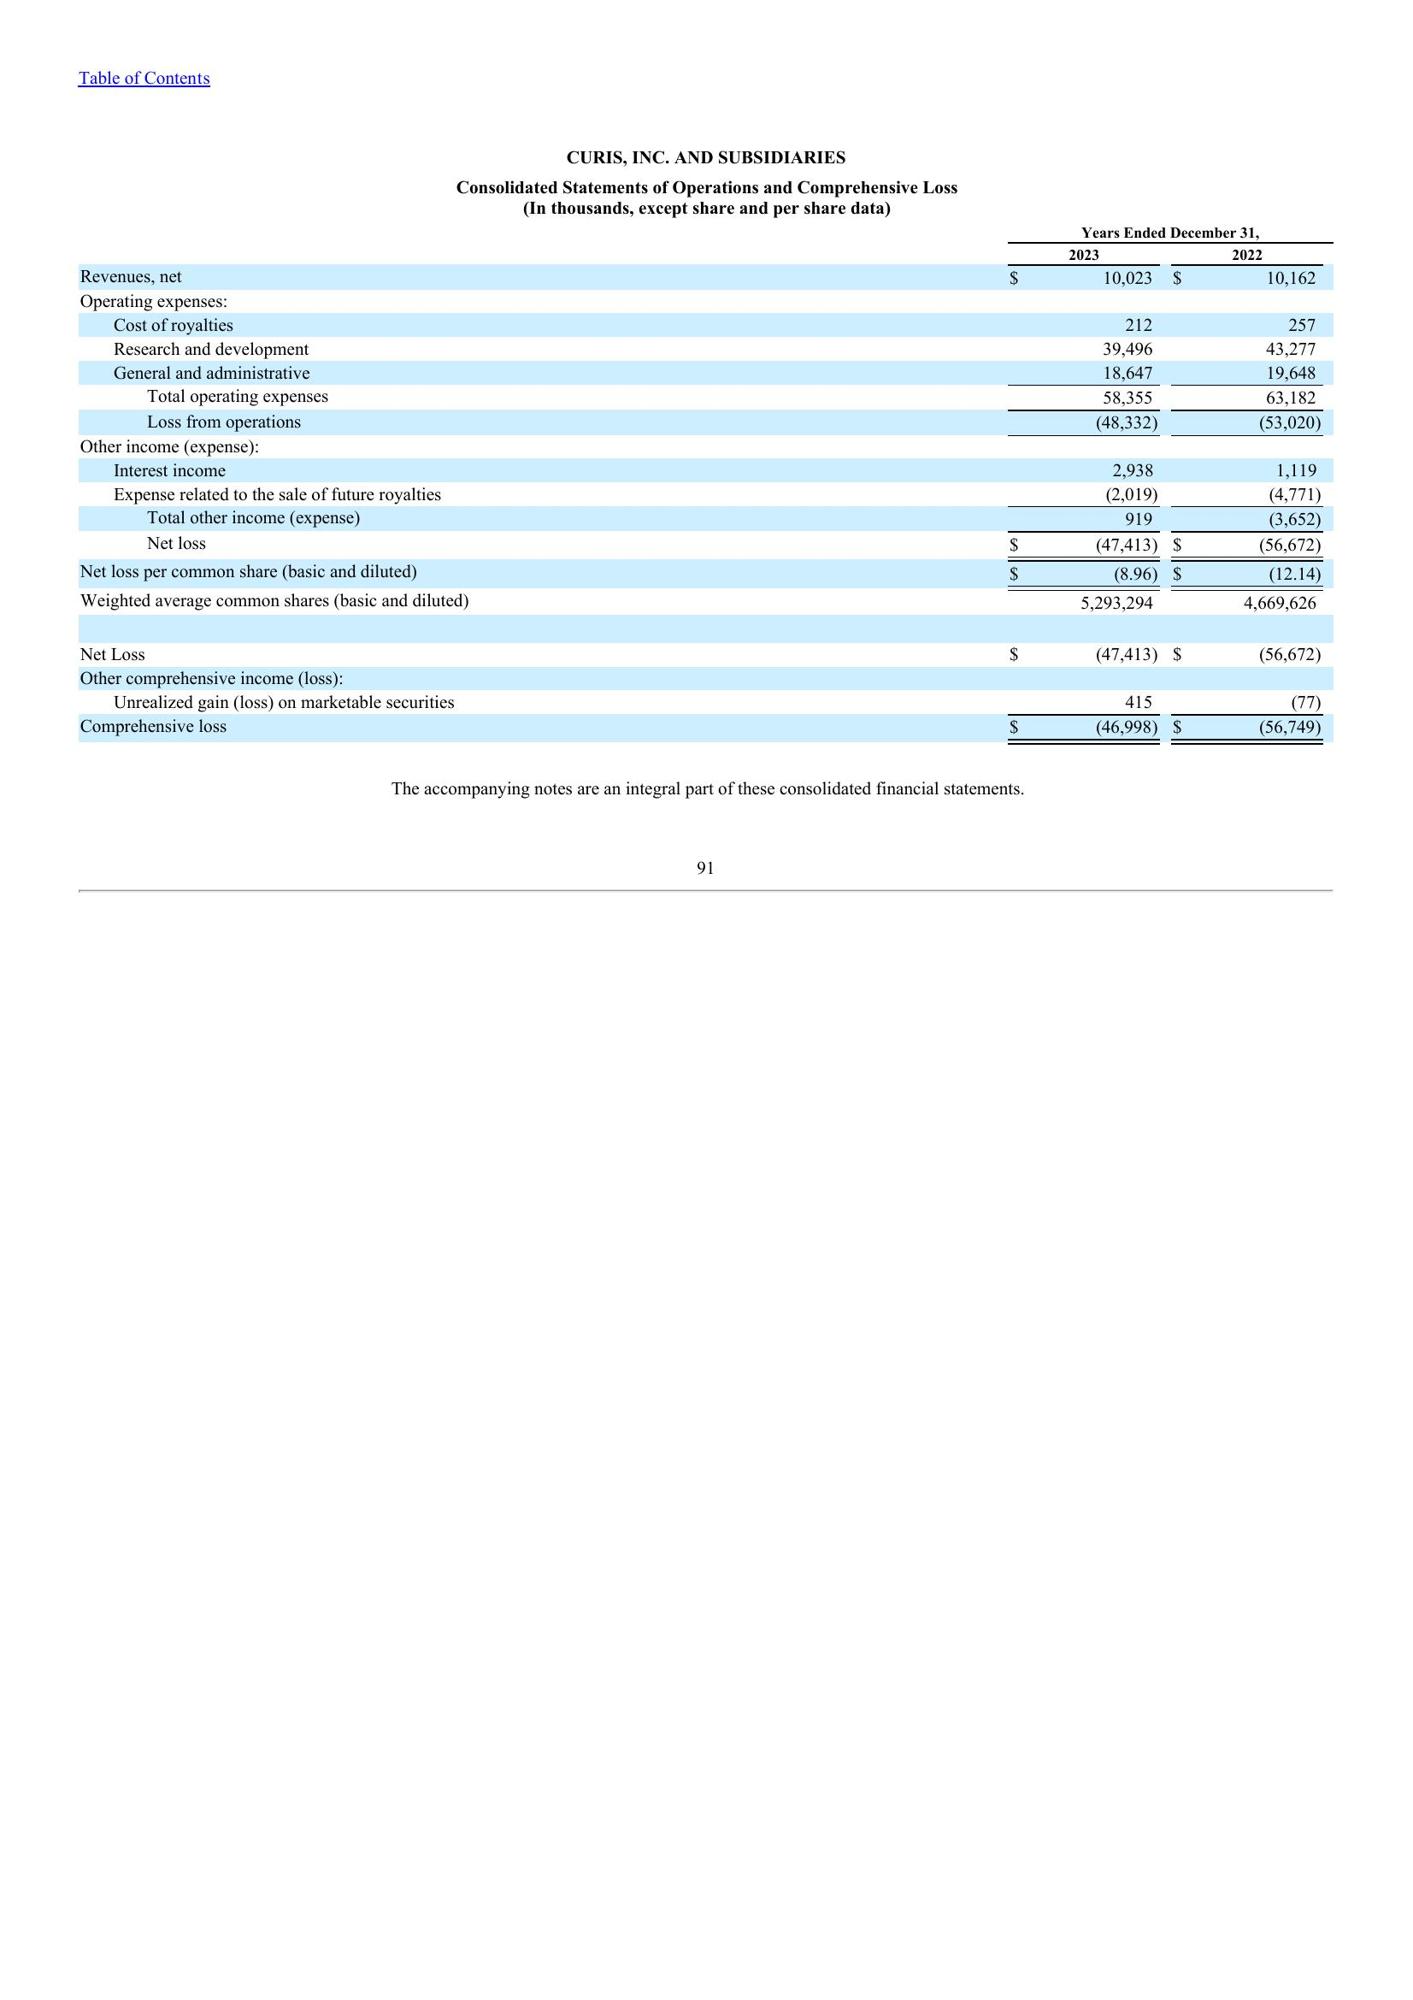 Table of Contents
CURIS, INC. AND SUBSIDIARIES
Consolidated Statements of Operations and Comprehensive Loss
(In thousands, except share and per share data)
Years Ended December 31,
2023 2022
Revenues, net $ 10,023 $ 10,162
Operating expenses:
Cost of royalties 212 257
Research and development 39,496 43,277
General and administrative 18,647 19,648
Total operating expenses 58,355 63,182
Loss from operations (48,332) (53,020)
Other income (expense):
Interest income 2,938 1,119
Expense related to the sale of future royalties (2,019) (4,771)
Total other income (expense) 919 (3,652)
Net loss $ (47,413) $ (56,672)
Net loss per common share (basic and diluted) $ (8.96) $ (12.14)
Weighted average common shares (basic and diluted) 5,293,294 4,669,626
Net Loss $ (47,413) $ (56,672)
Other comprehensive income (loss):
Unrealized gain (loss) on marketable securities 415 (77)
Comprehensive loss $ (46,998) $ (56,749)
The accompanying notes are an integral part of these consolidated financial statements.
91